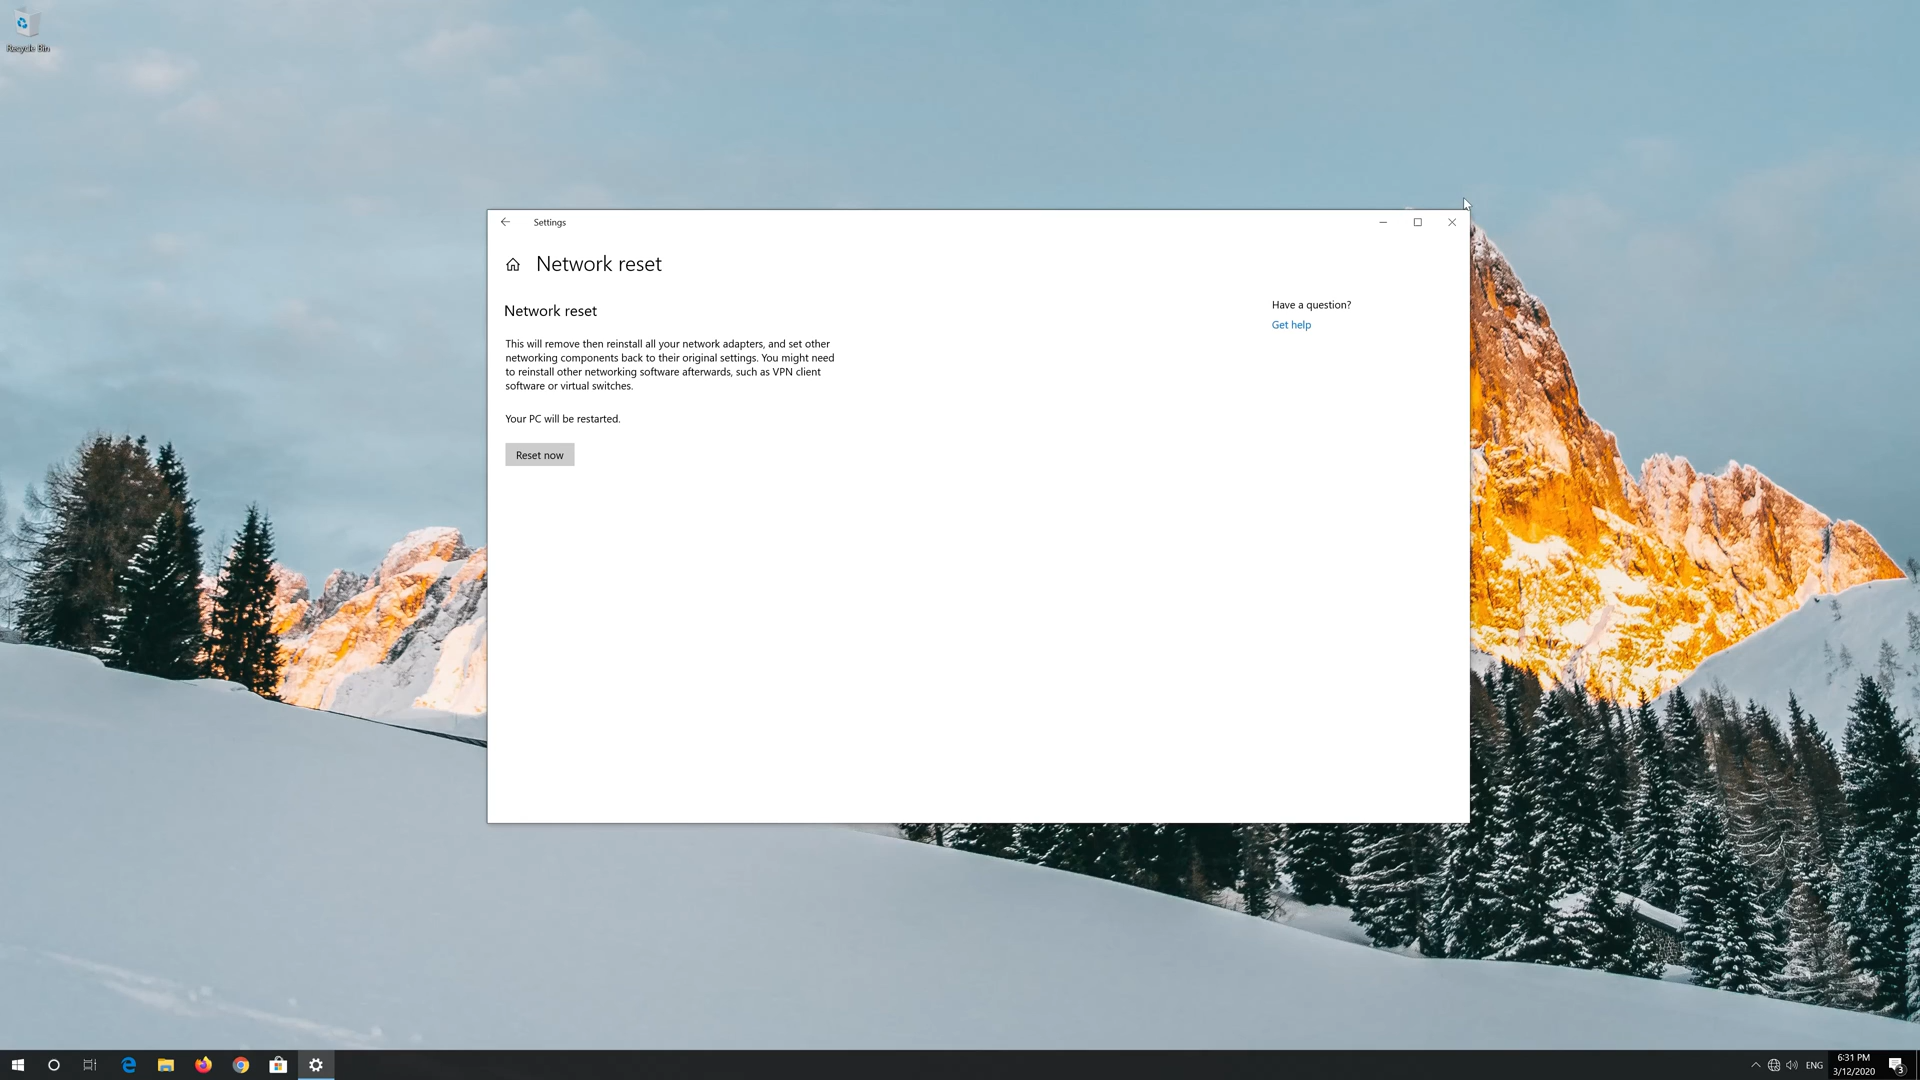 Recycle Bin
Settings
Network reset
Network reset
This will remove then reinstall all your network adapters, and set other
networking components back to their original settings. You might need
to reinstall other networking software afterwards, such as VPN client
software or virtual switches.
Your PC will be restarted.
Reset now
Have a question?
Get help
ENG
6:31 PM
3/12/2020
3